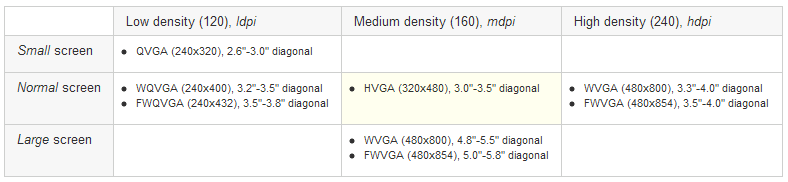 Low density (120), ldpi Medium density (160), mdpi High density (240), hdpi
Small screen QVGA (240x320), 2.6"-3.0" diagonal
Normal screen WQVGA (240x400), 3.2"-3.5" diagonal HVGA (320x480), 3.0"-3.5" diagonal WVGA (480x800), 3.3"-4.0" diagonal
FWQVGA (240x432), 3.5"-3.8" diagonal FWVGA (480x854), 3.5"-4.0" diagonal
Large screen WVGA (480x800), 4.8"-5.5" diagonal
FWVGA (480x854), 5.0"-5.8" diagonal